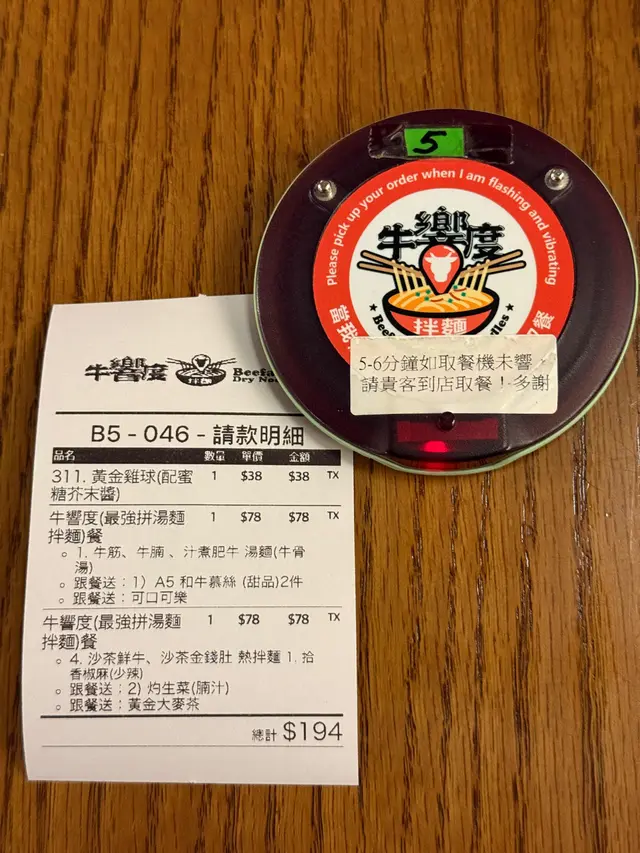 5
Please pick up your order when I am flashing and vibrating
牛響度
拌麵
當我
取餐
5-6分鐘如取餐機未響，
請貴客到店取餐！多謝
牛響度
拌麵
Dry
B5 - 046 - 請款明細
品名 數量 單價 金額
311. 黃金雞球(配蜜 1 $38 $38 TX
糖芥末醬)
牛響度(最強拼湯麵 1 $78 $78 TX
拌麵)餐
1. 牛筋、牛腩 、汁煮肥牛 湯麵(牛骨
湯)
跟餐送：1) A5 和牛慕絲 (甜品)2件
跟餐送：可口可樂
牛響度(最強拼湯麵 1 $78 $78 TX
拌麵)餐
4. 沙茶鮮牛、沙茶金錢肚 熱拌麵 1. 拾
香椒麻(少辣)
跟餐送：2) 灼生菜(腩汁)
跟餐送：黃金大麥茶
總計 $194